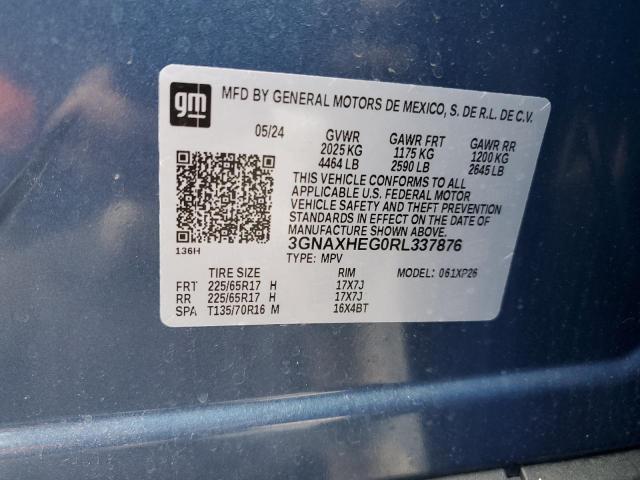 gm
MFD BY GENERAL MOTORS DE MEXICO, S. DE R.L. DE C.V.
05/24 GVWR GAWR FRT GAWR RR
2025 KG 1175 KG 1200 KG
4464 LB 2590 LB 2645 LB
THIS VEHICLE CONFORMS TO ALL
APPLICABLE U.S. FEDERAL MOTOR
VEHICLE SAFETY AND THEFT PREVENTION
STANDARDS IN EFFECT ON THE DATE OF
MANUFACTURE SHOWN ABOVE.
136H 3GNAXHEG0RL337876
TYPE: MPV MODEL: 061XP26
TIRE SIZE RIM
FRT 225/65R17 H 17X7J
RR 225/65R17 H 17X7J
SPA T135/70R16 M 16X4BT